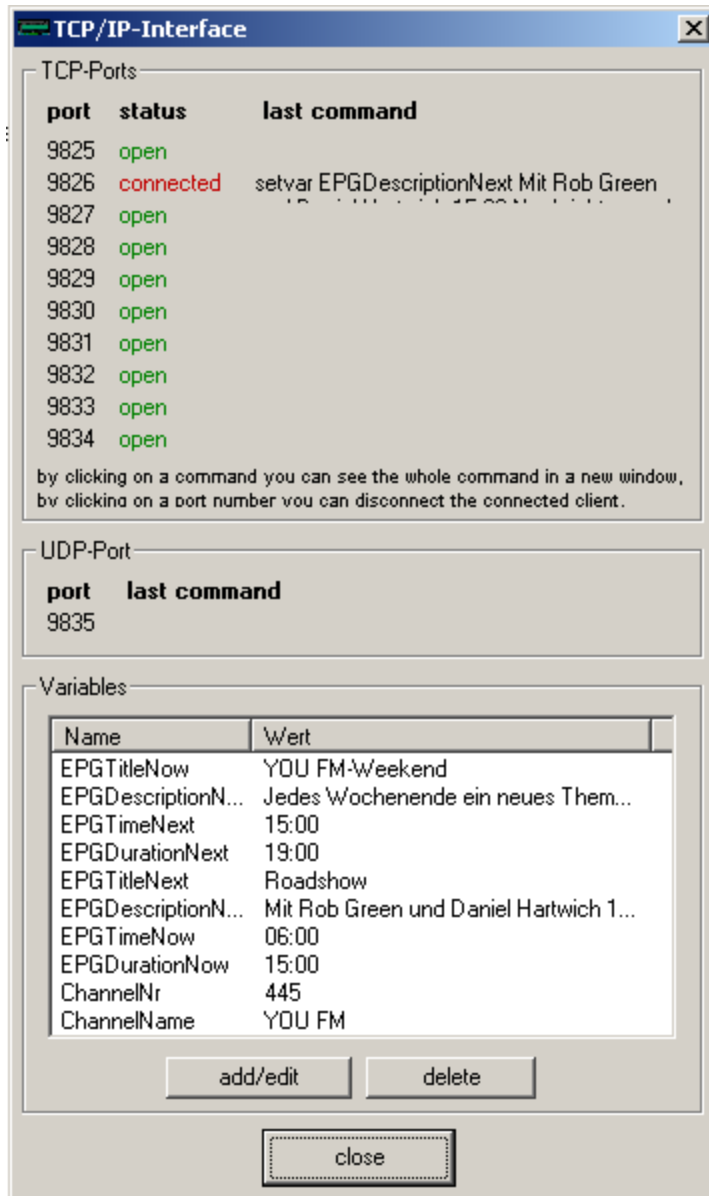 TCP/IP-Interface
TCP-Ports
port status last command
9825 open
9826 connected setvar EPGDescriptionNext Mit Rob Green
9827 open
9828 open
9829 open
9830 open
9831 open
9832 open
9833 open
9834 open
by clicking on a command you can see the whole command in a new window,
by clicking on a port number you can disconnect the connected client.
UDP-Port
port last command
9835
Variables
Name Wert
EPGTitleNow YOU FM-Weekend
EPGDescriptionN... Jedes Wochenende ein neues Them...
EPGTimeNext 15:00
EPGDurationNext 19:00
EPGTitleNext Roadshow
EPGDescriptionN... Mit Rob Green und Daniel Hartwich 1...
EPGTimeNow 06:00
EPGDurationNow 15:00
ChannelNr 445
ChannelName YOU FM
add/edit delete
close